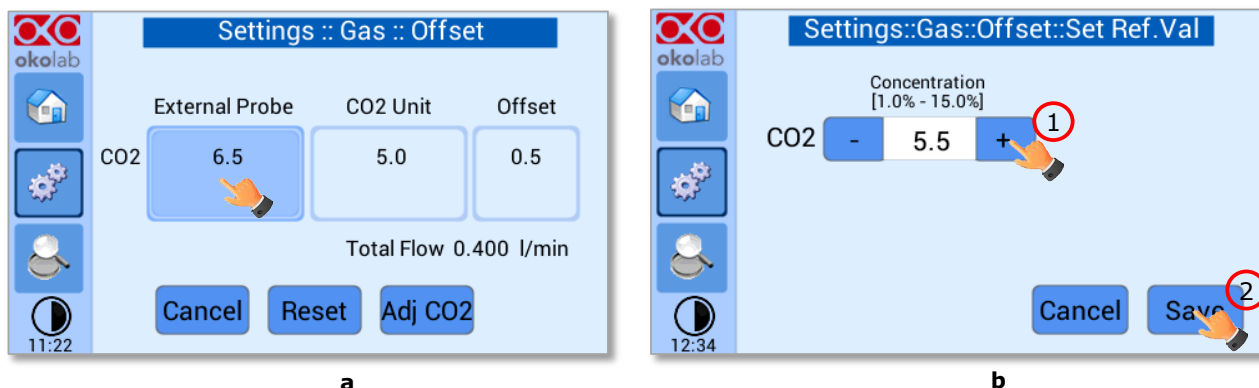 okolab
Settings :: Gas :: Offset
External Probe CO2 Unit Offset
CO2 6.5 5.0 0.5
Total Flow 0.400 l/min
Cancel Reset Adj CO2
11:22
a
okolab
Settings::Gas::Offset::Set Ref.Val
Concentration
[1.0% - 15.0%]
1
CO2 - 5.5 +
2
Cancel Save
12:34
b